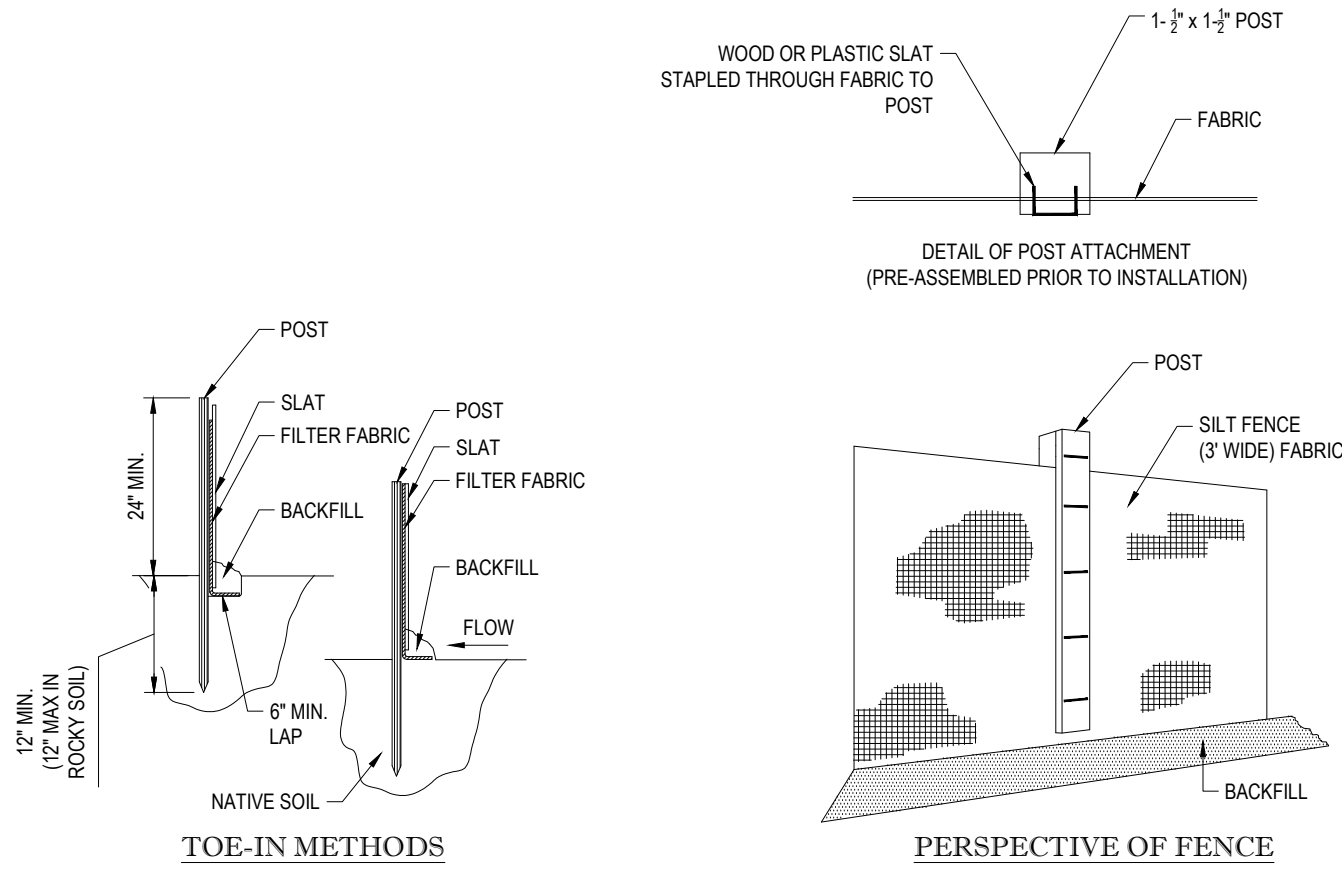 1-1/2" x 1-1/2" POST
WOOD OR PLASTIC SLAT
STAPLED THROUGH FABRIC TO
POST
FABRIC
DETAIL OF POST ATTACHMENT
(PRE-ASSEMBLED PRIOR TO INSTALLATION)
POST
SLAT
FILTER FABRIC
BACKFILL
24" MIN.
12" MIN.
(12" MAX IN
ROCKY SOIL)
6" MIN.
LAP
POST
SLAT
FILTER FABRIC
BACKFILL
FLOW
NATIVE SOIL
TOE-IN METHODS
POST
SILT FENCE
(3' WIDE) FABRIC
BACKFILL
PERSPECTIVE OF FENCE